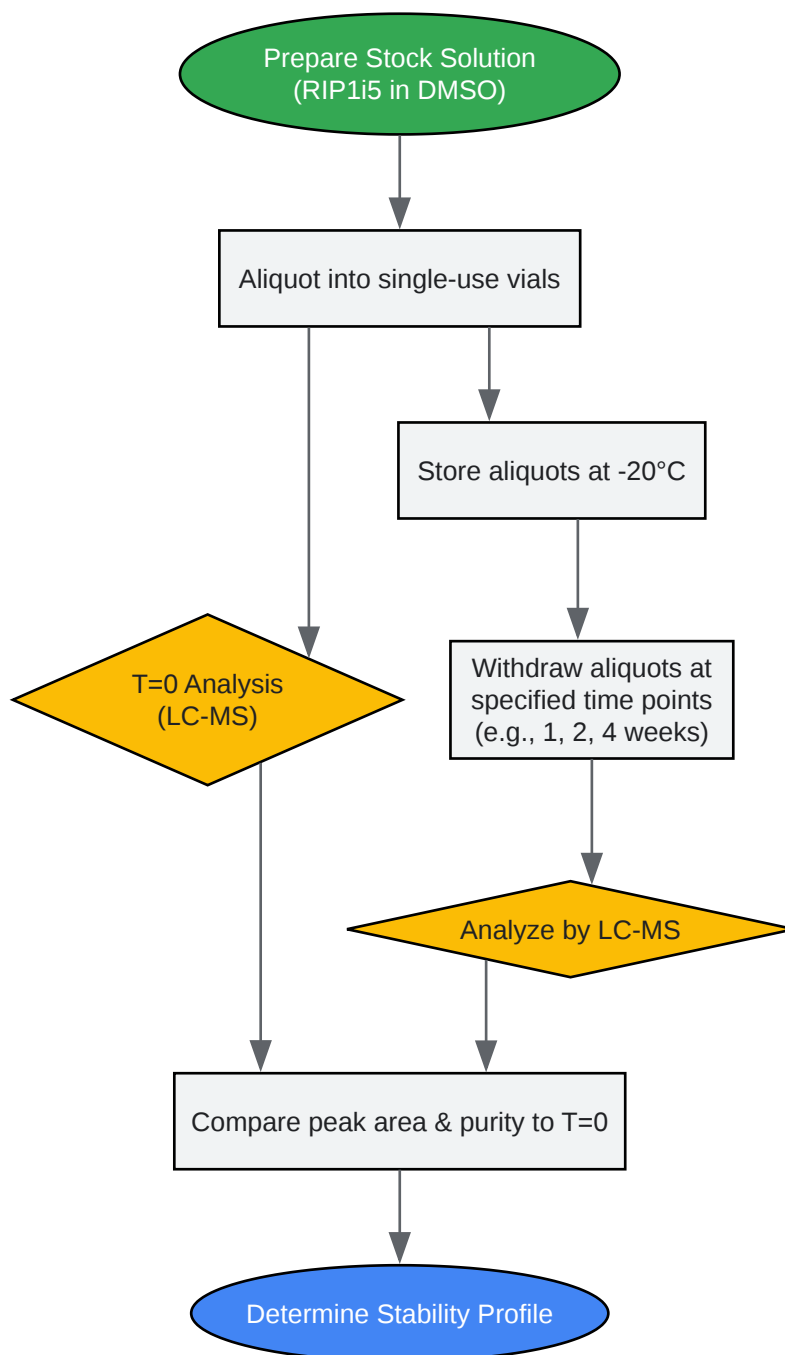 Prepare Stock Solution
(RIP1i5 in DMSO)
Aliquot into single-use vials
Store aliquots at -20°C
T=0 Analysis
(LC-MS)
Withdraw aliquots at
specified time points
(e.g., 1, 2, 4 weeks)
Analyze by LC-MS
Compare peak area & purity to T=0
Determine Stability Profile